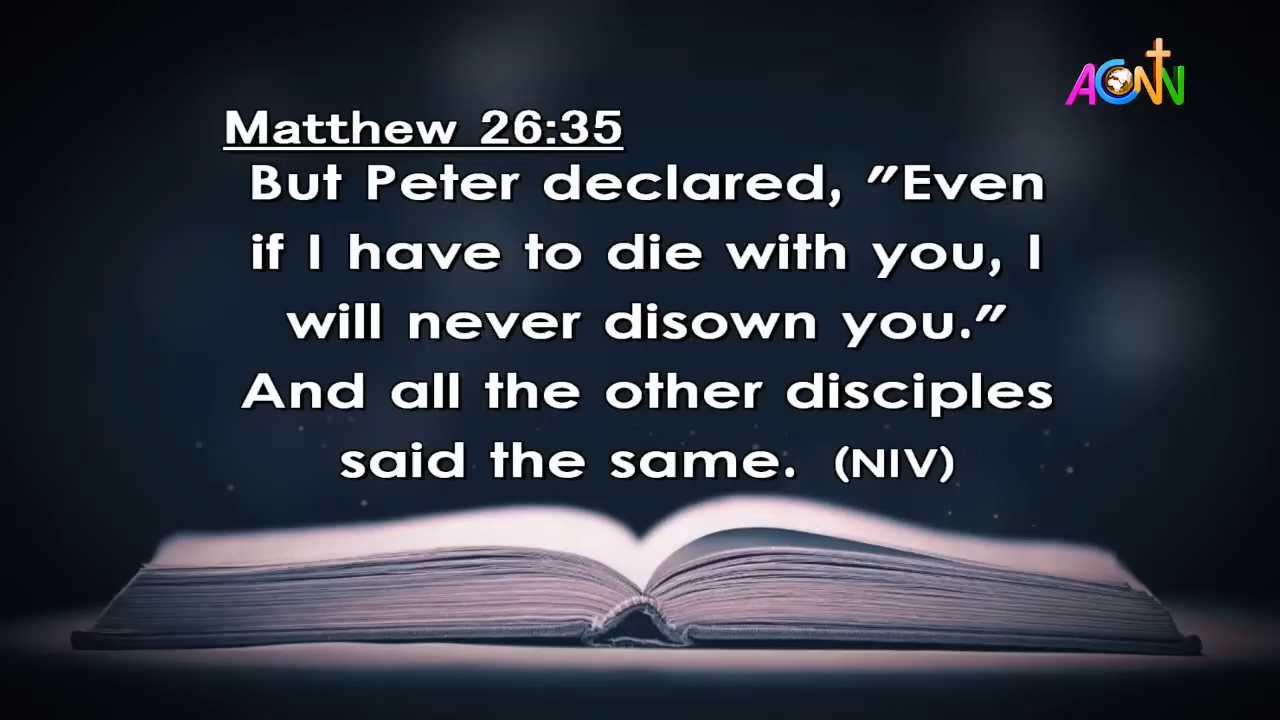 ACNN
Matthew 26:35
But Peter declared, "Even
if I have to die with you, I
will never disown you."
And all the other disciples
said the same. (NIV)